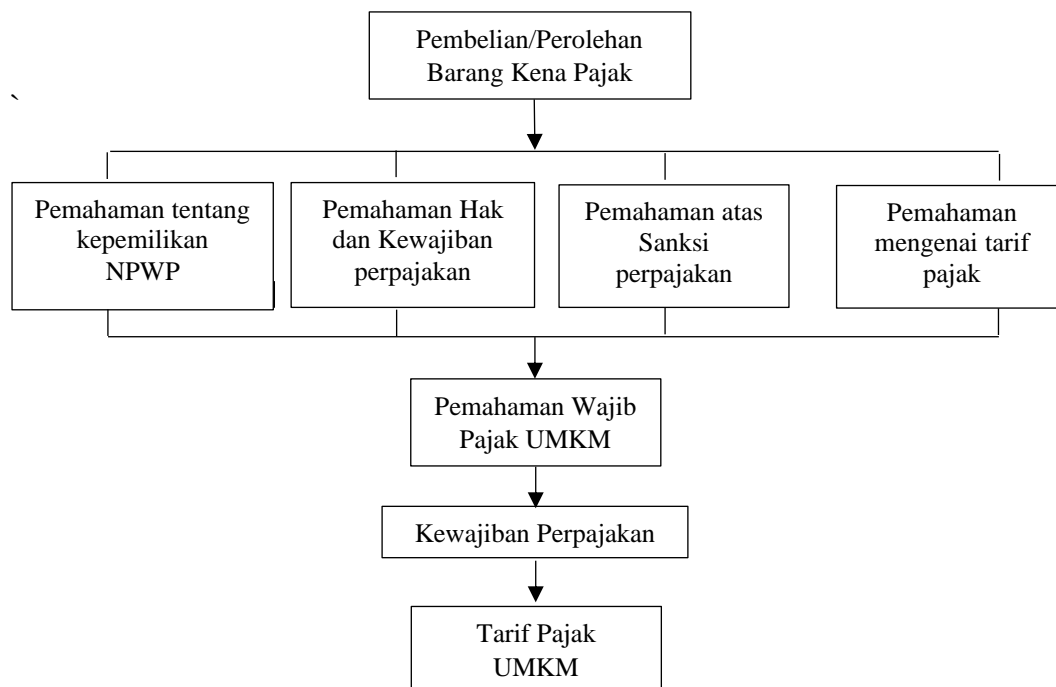 Pembelian/Perolehan
Barang Kena Pajak
`
Pemahaman tentang
kepemilikan
NPWP
Pemahaman Hak
dan Kewajiban
perpajakan
Pemahaman atas
Sanksi
perpajakan
Pemahaman
mengenai tarif
pajak
Pemahaman Wajib
Pajak UMKM
Kewajiban Perpajakan
Tarif Pajak
UMKM